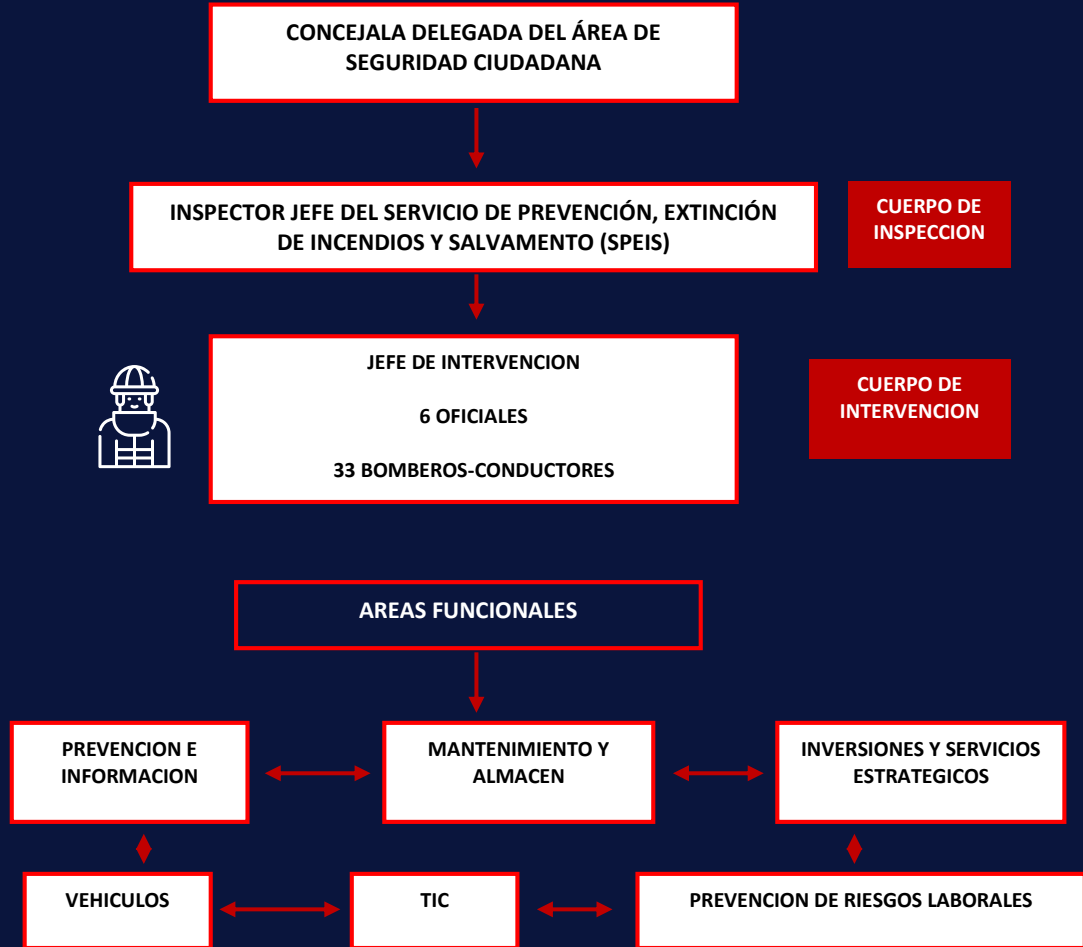 CONCEJALA DELEGADA DEL ÁREA DE
SEGURIDAD CIUDADANA
INSPECTOR JEFE DEL SERVICIO DE PREVENCIÓN, EXTINCIÓN
DE INCENDIOS Y SALVAMENTO (SPEIS)
CUERPO DE
INSPECCION
JEFE DE INTERVENCION
6 OFICIALES
33 BOMBEROS-CONDUCTORES
CUERPO DE
INTERVENCION
AREAS FUNCIONALES
PREVENCION E
INFORMACION
MANTENIMIENTO Y
ALMACEN
INVERSIONES Y SERVICIOS
ESTRATEGICOS
VEHICULOS
TIC
PREVENCION DE RIESGOS LABORALES